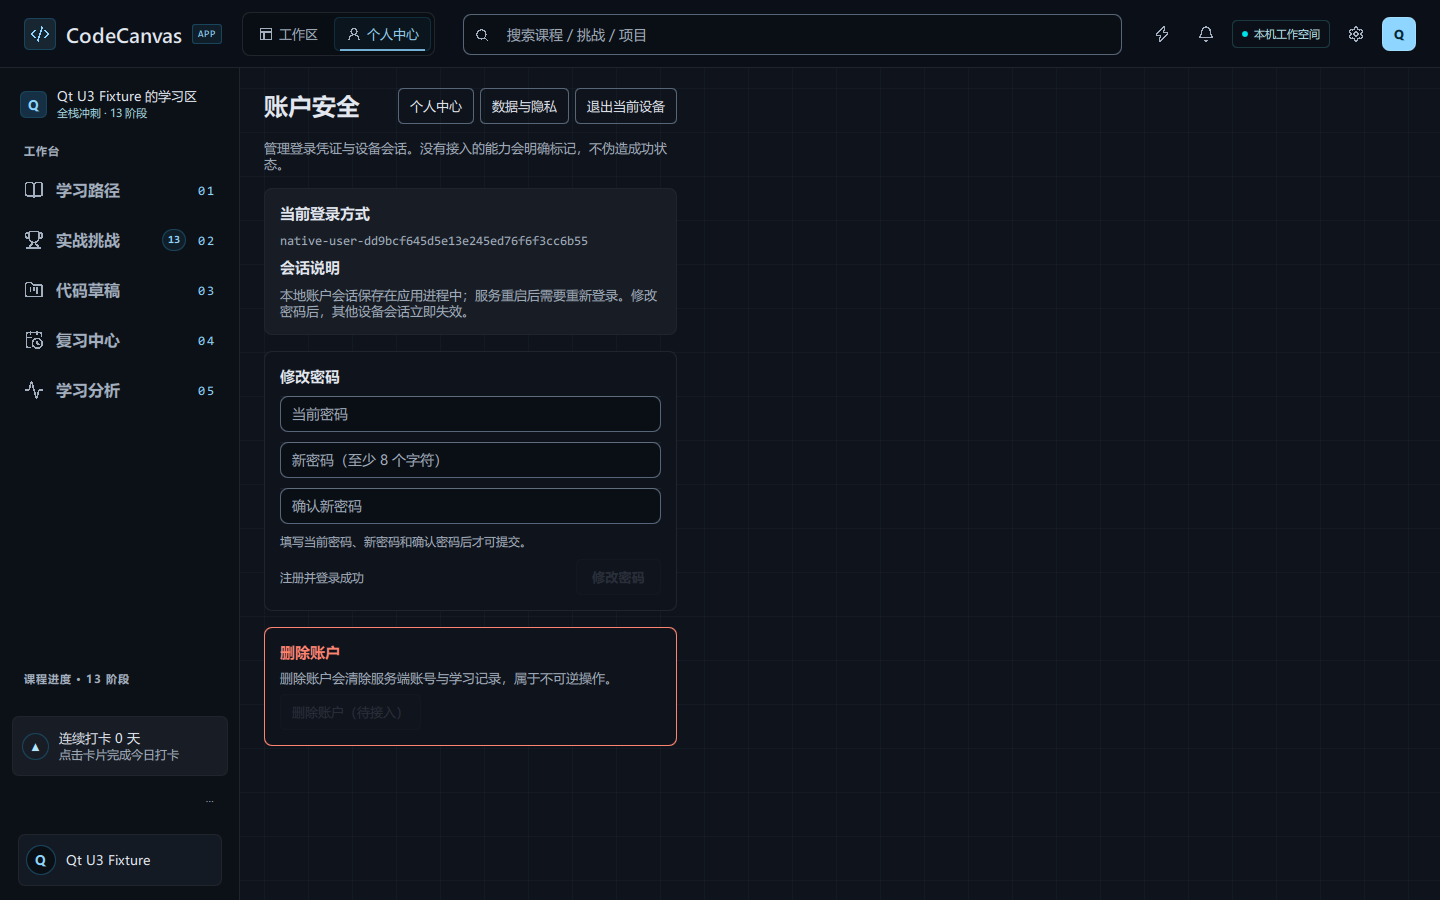 CodeCanvas APP
工作区
个人中心
搜索课程 / 挑战 / 项目
本机工作空间
Q
Q
Qt U3 Fixture 的学习区
全栈冲刺 · 13 阶段
工作台
学习路径 01
实战挑战 13 02
代码草稿 03
复习中心 04
学习分析 05
课程进度 • 13 阶段
连续打卡 0 天
点击卡片完成今日打卡
...
Q Qt U3 Fixture
账户安全
个人中心
数据与隐私
退出当前设备
管理登录凭证与设备会话。没有接入的能力会明确标记，不伪造成功状
态。
当前登录方式
native-user-dd9bcf645d5e13e245ed76f6f3cc6b55
会话说明
本地账户会话保存在应用进程中；服务重启后需要重新登录。修改
密码后，其他设备会话立即失效。
修改密码
当前密码
新密码（至少 8 个字符）
确认新密码
填写当前密码、新密码和确认密码后才可提交。
注册并登录成功
修改密码
删除账户
删除账户会清除服务端账号与学习记录，属于不可逆操作。
删除账户（待接入）